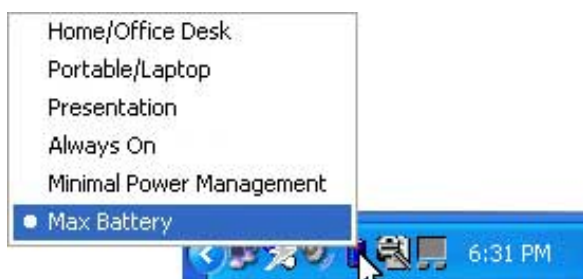 Home/Office Desk
Portable/Laptop
Presentation
Always On
Minimal Power Management
Max Battery
6:31 PM